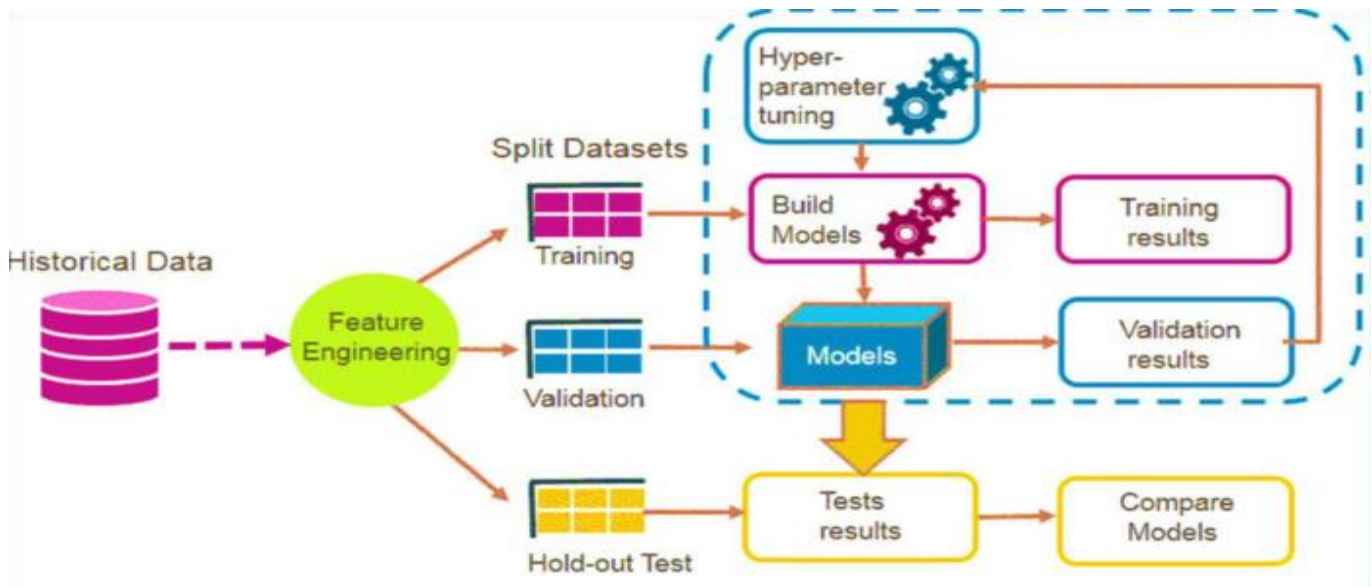 Hyper-
parameter
tuning
Split Datasets
Build
Models
Training
results
Training
Historical Data
Feature
Engineering
Models
Validation
results
Validation
Tests
results
Compare
Models
Hold-out Test